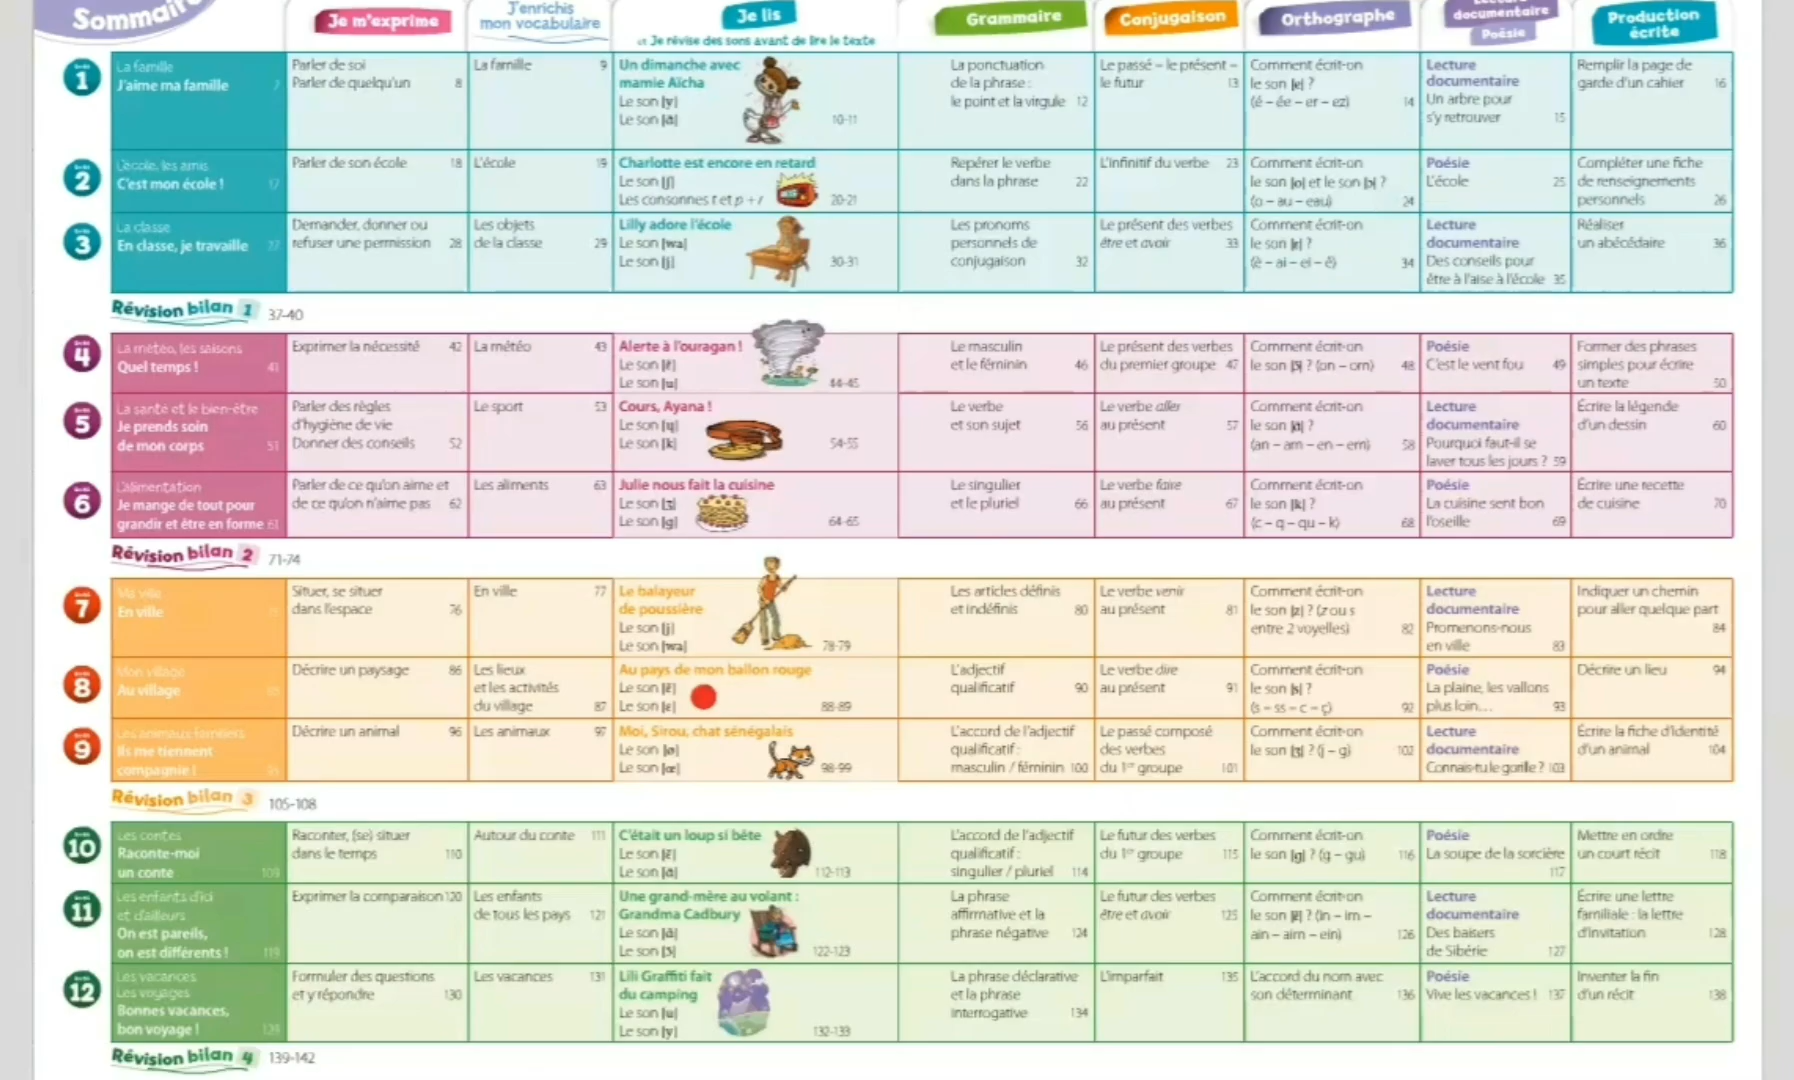 Sommaire
Je m'exprime
J'enrichis
mon vocabulaire
Je lis
Je révise des sons avant de lire le texte
Grammaire
Conjugaison
Orthographe
Lecture
documentaire
Poésie
Production
écrite
1
La famille
J'aime ma famille 7
Parler de soi
Parler de quelqu'un 8
La famille 9
Un dimanche avec
mamie Aïcha
Le son [y]
Le son [ã] 10-11
La ponctuation
de la phrase :
le point et la virgule 12
Le passé – le présent –
le futur 13
Comment écrit-on
le son [e] ?
(é – ée – er – ez) 14
Lecture
documentaire
Un arbre pour
s'y retrouver 15
Remplir la page de
garde d'un cahier 16
2
L'école, les amis
C'est mon école ! 17
Parler de son école 18
L'école 19
Charlotte est encore en retard
Le son [ʃ]
Les consonnes t et p + r 20-21
Repérer le verbe
dans la phrase 22
L'infinitif du verbe 23
Comment écrit-on
le son [o] et le son [ɔ] ?
(o – au – eau) 24
Poésie
L'école 25
Compléter une fiche
de renseignements
personnels 26
3
La classe
En classe, je travaille 27
Demander, donner ou
refuser une permission 28
Les objets
de la classe 29
Lilly adore l'école
Le son [wa]
Le son [j] 30-31
Les pronoms
personnels de
conjugaison 32
Le présent des verbes
être et avoir 33
Comment écrit-on
le son [ɛ] ?
(è – ai – ei – ê) 34
Lecture
documentaire
Des conseils pour
être à l'aise à l'école 35
Réaliser
un abécédaire 36
Révision bilan 1 37-40
4
La météo, les saisons
Quel temps ! 41
Exprimer la nécessité 42
La météo 43
Alerte à l'ouragan !
Le son [ɛ̃]
Le son [u] 44-45
Le masculin
et le féminin 46
Le présent des verbes
du premier groupe 47
Comment écrit-on
le son [ɔ̃] ? (on – om) 48
Poésie
C'est le vent fou 49
Former des phrases
simples pour écrire
un texte 50
5
La santé et le bien-être
Je prends soin
de mon corps 51
Parler des règles
d'hygiène de vie
Donner des conseils 52
Le sport 53
Cours, Ayana !
Le son [ɥ]
Le son [k] 54-55
Le verbe
et son sujet 56
Le verbe aller
au présent 57
Comment écrit-on
le son [ã] ?
(an – am – en – em) 58
Lecture
documentaire
Pourquoi faut-il se
laver tous les jours ? 59
Écrire la légende
d'un dessin 60
6
L'alimentation
Je mange de tout pour
grandir et être en forme 61
Parler de ce qu'on aime et
de ce qu'on n'aime pas 62
Les aliments 63
Julie nous fait la cuisine
Le son [ʒ]
Le son [g] 64-65
Le singulier
et le pluriel 66
Le verbe faire
au présent 67
Comment écrit-on
le son [k] ?
(c – q – qu – k) 68
Poésie
La cuisine sent bon
l'oseille 69
Écrire une recette
de cuisine 70
Révision bilan 2 71-74
7
Ma ville
En ville
Situer, se situer
dans l'espace 76
En ville 77
Le balayeur
de poussière
Le son [j]
Le son [wa] 78-79
Les articles définis
et indéfinis 80
Le verbe venir
au présent 81
Comment écrit-on
le son [z] ? (z ou s
entre 2 voyelles) 82
Lecture
documentaire
Promenons-nous
en ville 83
Indiquer un chemin
pour aller quelque part
84
8
Mon village
Au village
Décrire un paysage 86
Les lieux
et les activités
du village 87
Au pays de mon ballon rouge
Le son [ɛ̃]
Le son [ɛ] 88-89
L'adjectif
qualificatif 90
Le verbe dire
au présent 91
Comment écrit-on
le son [s] ?
(s – ss – c – ç) 92
Poésie
La plaine, les vallons
plus loin… 93
Décrire un lieu 94
9
Les animaux familiers
Ils me tiennent
compagnie !
Décrire un animal 96
Les animaux 97
Moi, Sirou, chat sénégalais
Le son [ø]
Le son [œ] 98-99
L'accord de l'adjectif
qualificatif :
masculin / féminin 100
Le passé composé
des verbes
du 1er groupe 101
Comment écrit-on
le son [ʒ] ? (j – g) 102
Lecture
documentaire
Connais-tu le gorille ? 103
Écrire la fiche d'identité
d'un animal 104
Révision bilan 3 105-108
10
Les contes
Raconte-moi
un conte 109
Raconter, (se) situer
dans le temps 110
Autour du conte 111
C'était un loup si bête
Le son [ɛ̃]
Le son [ã] 112-113
L'accord de l'adjectif
qualificatif :
singulier / pluriel 114
Le futur des verbes
du 1er groupe 115
Comment écrit-on
le son [g] ? (g – gu) 116
Poésie
La soupe de la sorcière
117
Mettre en ordre
un court récit 118
11
Les enfants d'ici
et d'ailleurs
On est pareils,
on est différents ! 119
Exprimer la comparaison 120
Les enfants
de tous les pays 121
Une grand-mère au volant :
Grandma Cadbury
Le son [ã]
Le son [ɔ̃] 122-123
La phrase
affirmative et la
phrase négative 124
Le futur des verbes
être et avoir 125
Comment écrit-on
le son [ɛ̃] ? (in – im –
ain – aim – ein) 126
Lecture
documentaire
Des baisers
de Sibérie 127
Écrire une lettre
familiale : la lettre
d'invitation 128
12
Les vacances
Les voyages
Bonnes vacances,
bon voyage ! 129
Formuler des questions
et y répondre 130
Les vacances 131
Lili Graffiti fait
du camping
Le son [u]
Le son [y] 132-133
La phrase déclarative
et la phrase
interrogative 134
L'imparfait 135
L'accord du nom avec
son déterminant 136
Poésie
Vive les vacances ! 137
Inventer la fin
d'un récit 138
Révision bilan 4 139-142